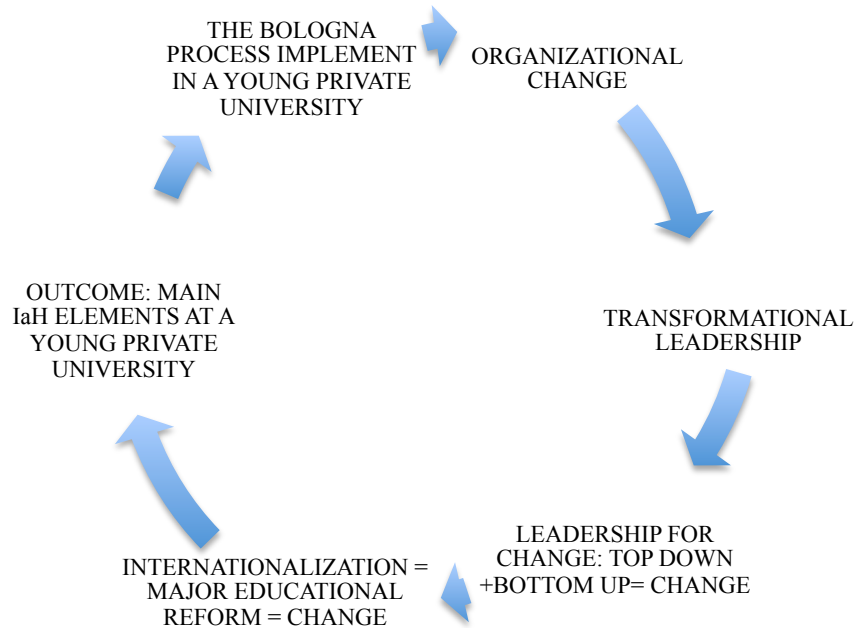 THE BOLOGNA
PROCESS IMPLEMENT
IN A YOUNG PRIVATE
UNIVERSITY
ORGANIZATIONAL
CHANGE
TRANSFORMATIONAL
LEADERSHIP
LEADERSHIP FOR
CHANGE: TOP DOWN
+BOTTOM UP= CHANGE
INTERNATIONALIZATION =
MAJOR EDUCATIONAL
REFORM = CHANGE
OUTCOME: MAIN
IaH ELEMENTS AT A
YOUNG PRIVATE
UNIVERSITY